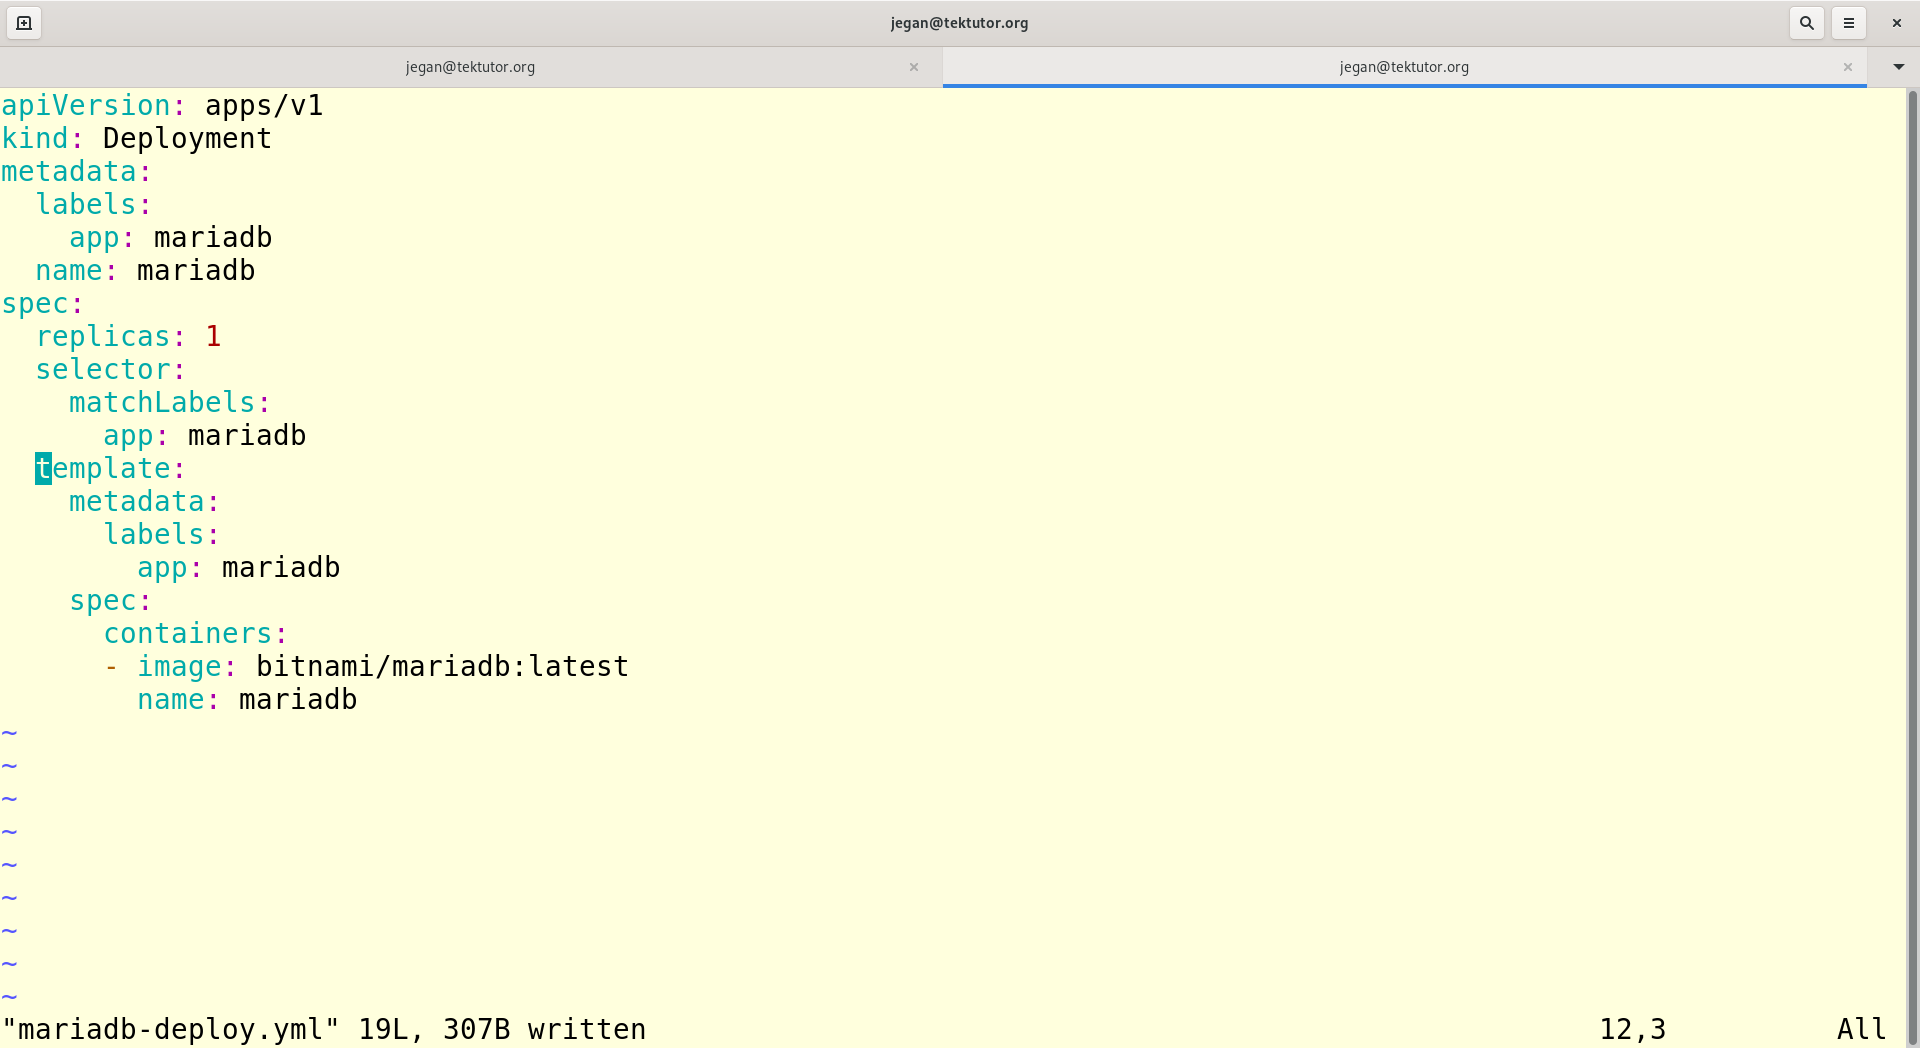 jegan@tektutor.org
jegan@tektutor.org jegan@tektutor.org
apiVersion: apps/v1
kind: Deployment
metadata:
  labels:
    app: mariadb
  name: mariadb
spec:
  replicas: 1
  selector:
    matchLabels:
      app: mariadb
  template:
    metadata:
      labels:
        app: mariadb
    spec:
      containers:
      - image: bitnami/mariadb:latest
        name: mariadb
~
~
~
~
~
~
~
~
~
"mariadb-deploy.yml" 19L, 307B written 12,3 All